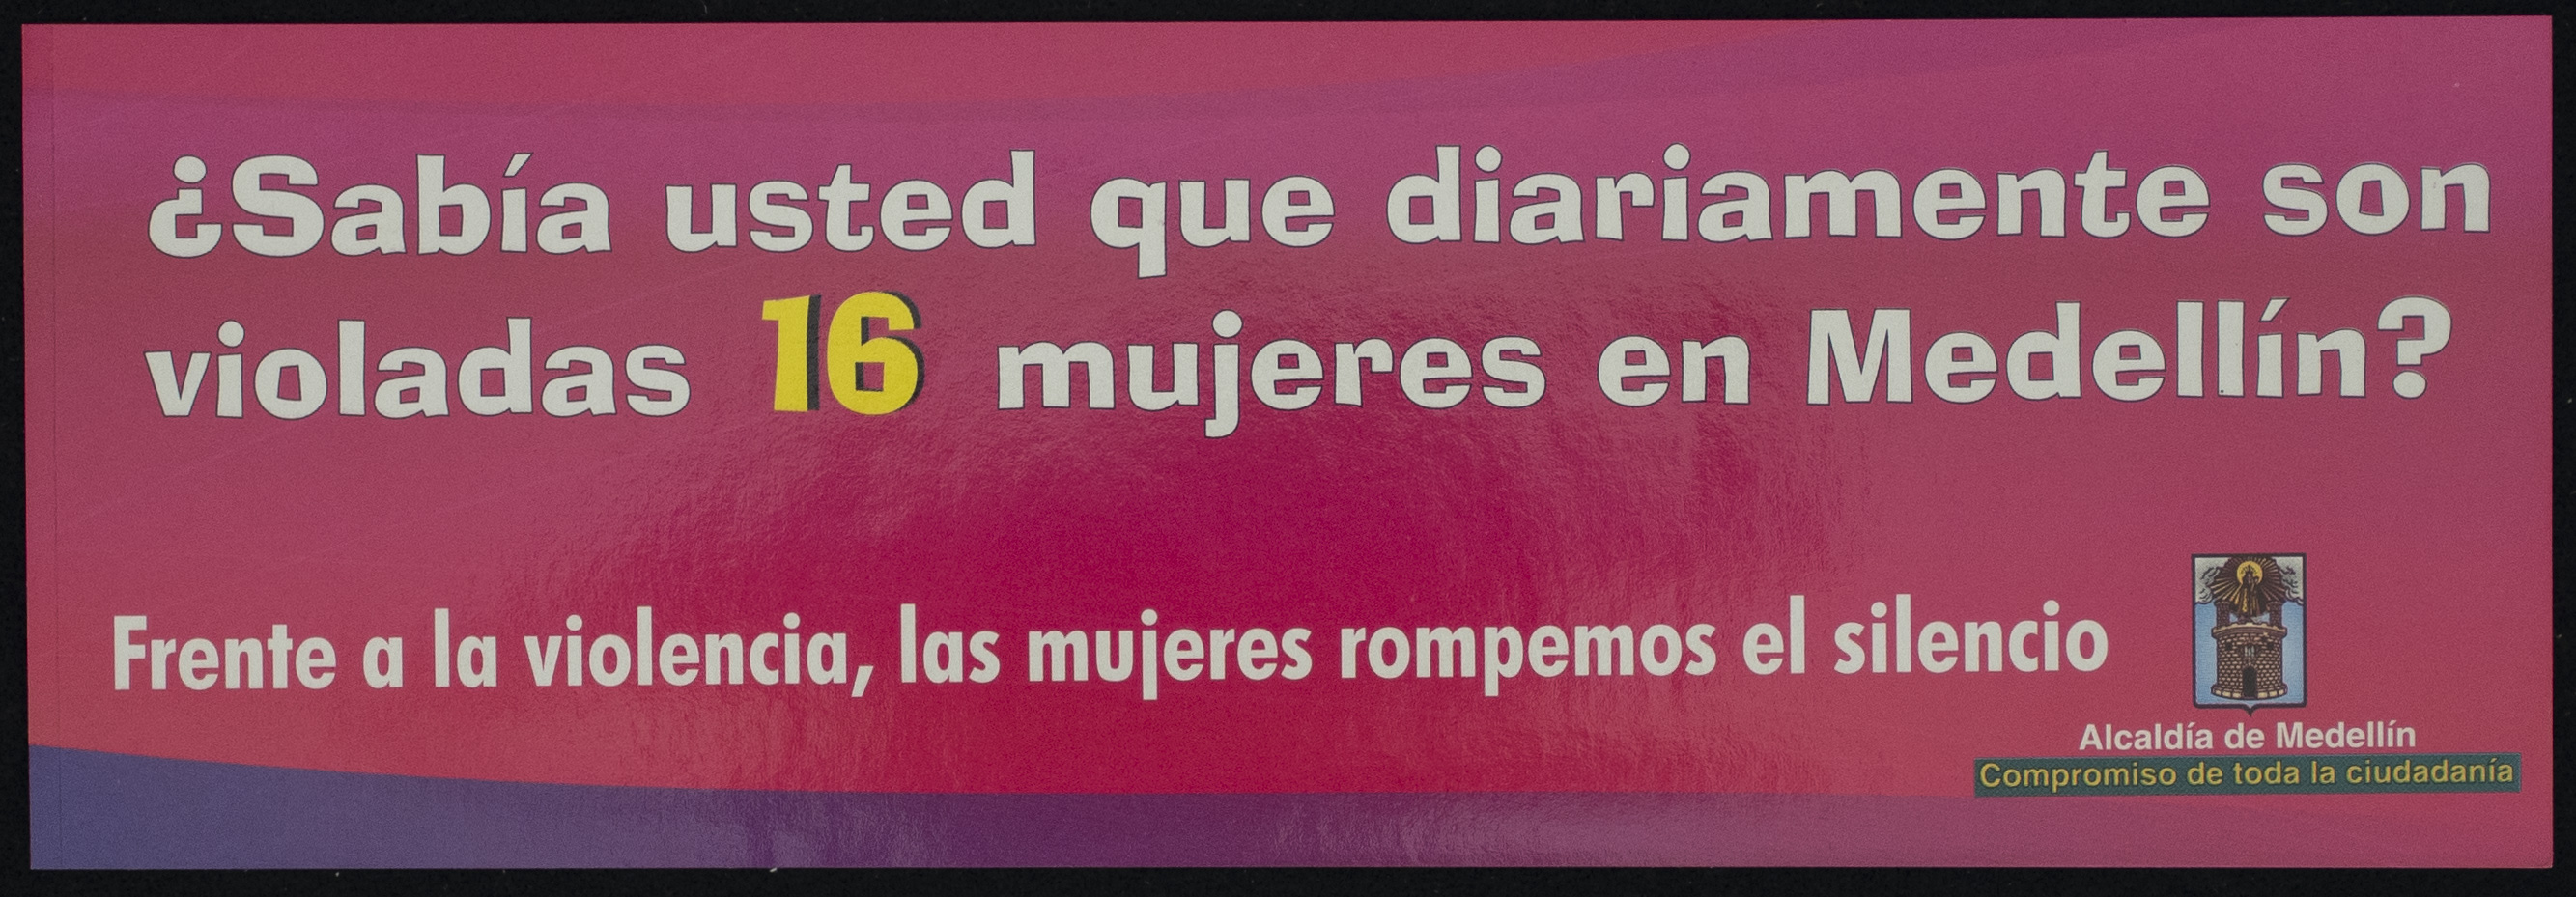 ¿Sabía usted que diariamente son
violadas 16 mujeres en Medellín?
Frente a la violencia, las mujeres rompemos el silencio
Alcaldía de Medellín
Compromiso de toda la ciudadanía